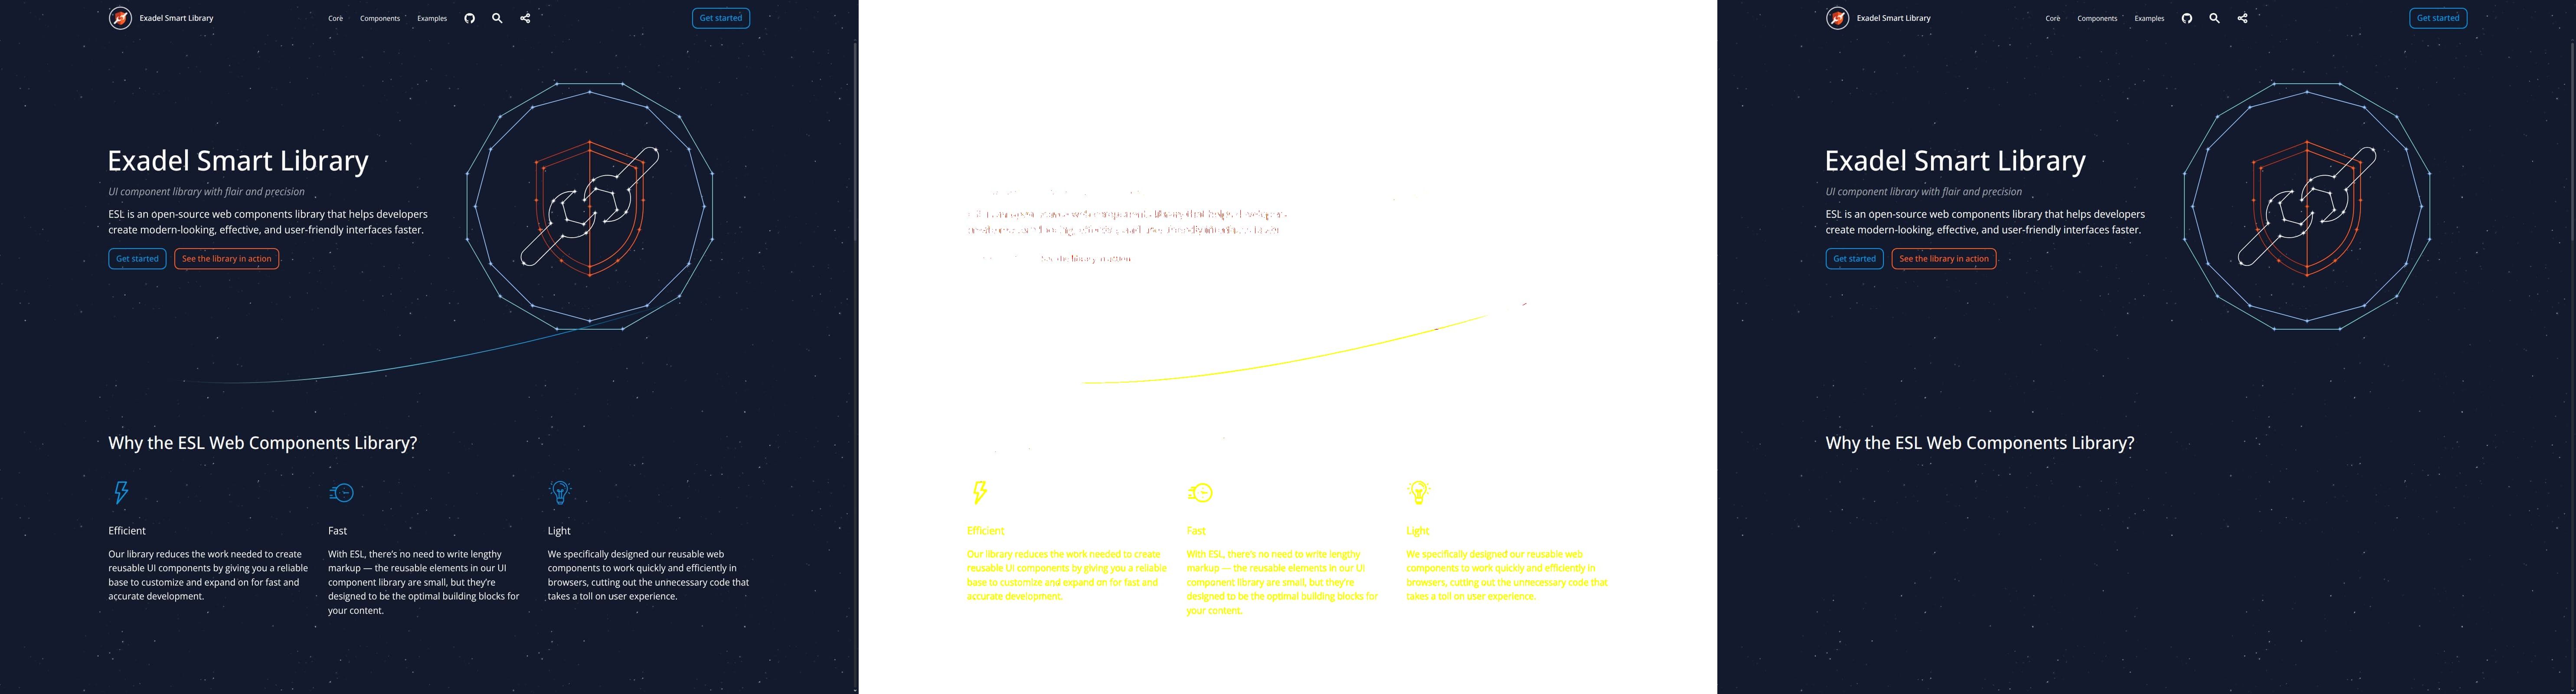 Exadel Smart Library
Core Components Examples
Get started
Exadel Smart Library
UI component library with flair and precision
ESL is an open-source web components library that helps developers
create modern-looking, effective, and user-friendly interfaces faster.
Get started See the library in action
Why the ESL Web Components Library?
Efficient
Our library reduces the work needed to create
reusable UI components by giving you a reliable
base to customize and expand on for fast and
accurate development.
Fast
With ESL, there's no need to write lengthy
markup — the reusable elements in our UI
component library are small, but they're
designed to be the optimal building blocks for
your content.
Light
We specifically designed our reusable web
components to work quickly and efficiently in
browsers, cutting out the unnecessary code that
takes a toll on user experience.
See the library
Efficient
Our library reduces the work needed to create
reusable UI components by giving you a reliable
base to customize and expand on for fast and
accurate development.
Fast
With ESL, there's no need to write lengthy
markup — the reusable elements in our UI
component library are small, but they're
designed to be the optimal building blocks for
your content.
Light
We specifically designed our reusable web
components to work quickly and efficiently in
browsers, cutting out the unnecessary code that
takes a toll on user experience.
Exadel Smart Library
Core Components Examples
Get started
Exadel Smart Library
UI component library with flair and precision
ESL is an open-source web components library that helps developers
create modern-looking, effective, and user-friendly interfaces faster.
Get started See the library in action
Why the ESL Web Components Library?